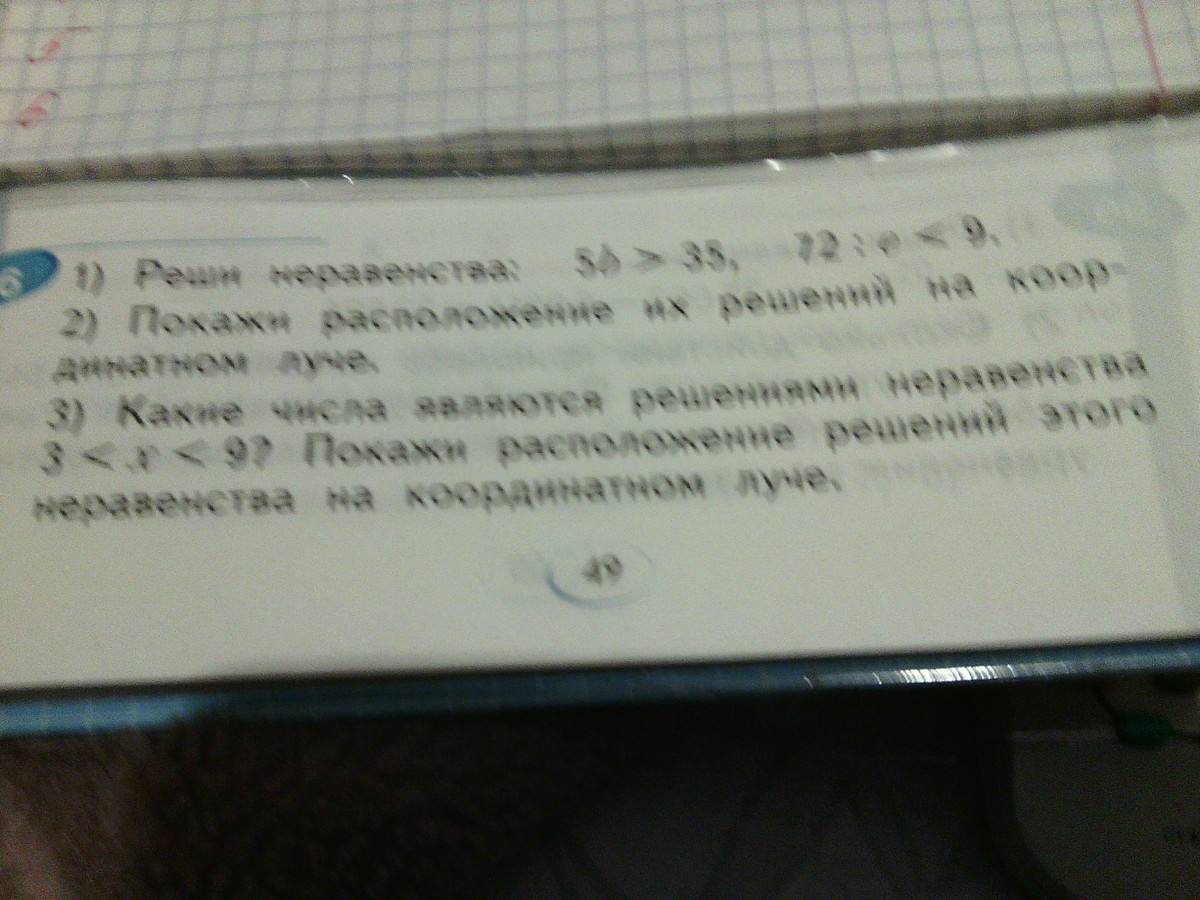 6 1) Реши неравенства: 5b > 35, 72 : e < 9.
2) Покажи расположение их решений на коор-
динатном луче.
3) Какие числа являются решениями неравенства
3 < x < 9? Покажи расположение решений этого
неравенства на координатном луче.
49